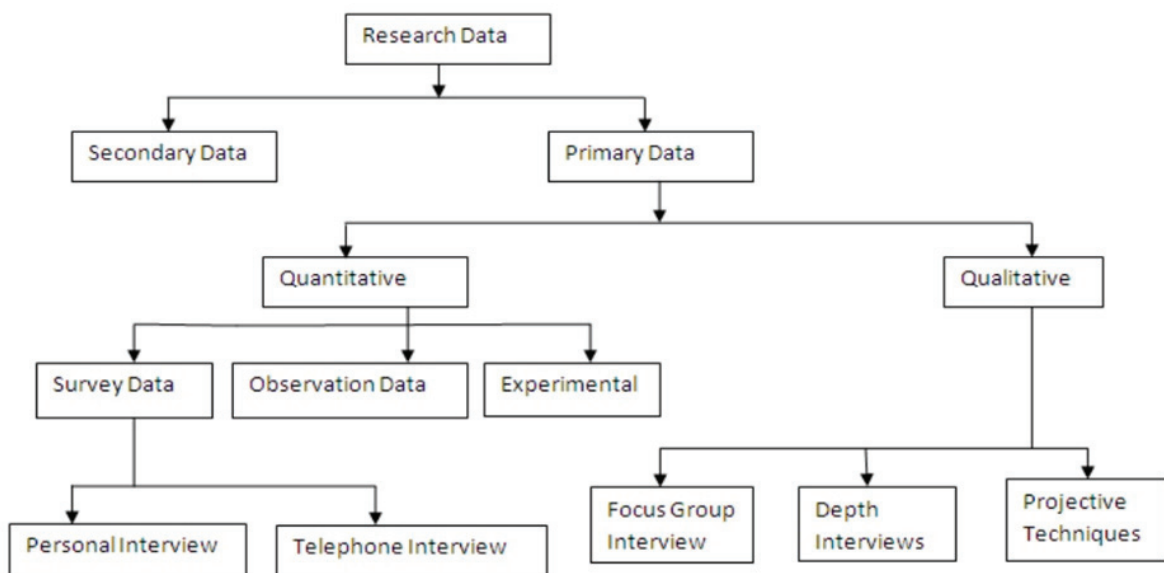 Research Data
Secondary Data
Primary Data
Quantitative
Qualitative
Survey Data
Observation Data
Experimental
Focus Group
Interview
Depth
Interviews
Projective
Techniques
Personal Interview
Telephone Interview